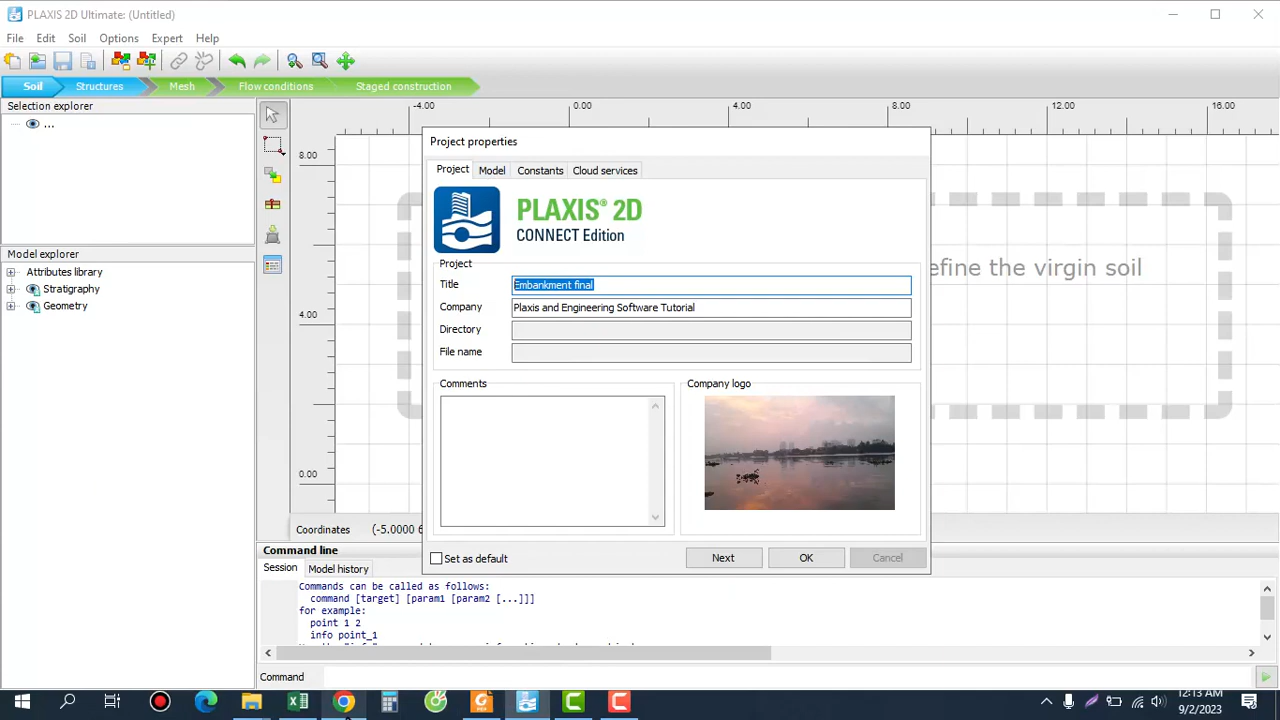 PLAXIS 2D Ultimate: (Untitled)
File Edit Soil Options Expert Help
Soil Structures Mesh Flow conditions Staged construction
Selection explorer
...
Model explorer
Attributes library
Stratigraphy
Geometry
-4.00 0.00 4.00 8.00 12.00 16.00
8.00
4.00
0.00
efine the virgin soil
Project properties
Project Model Constants Cloud services
PLAXIS® 2D
CONNECT Edition
Project
Title Embankment final
Company Plaxis and Engineering Software Tutorial
Directory
File name
Comments
Company logo
Set as default
Next OK Cancel
Coordinates (-5.0000 6
Command line
Session Model history
Commands can be called as follows:
command [target] [param1 [param2 [...]]]
for example:
point 1 2
info point_1
Command
12:13 AM
9/2/2023